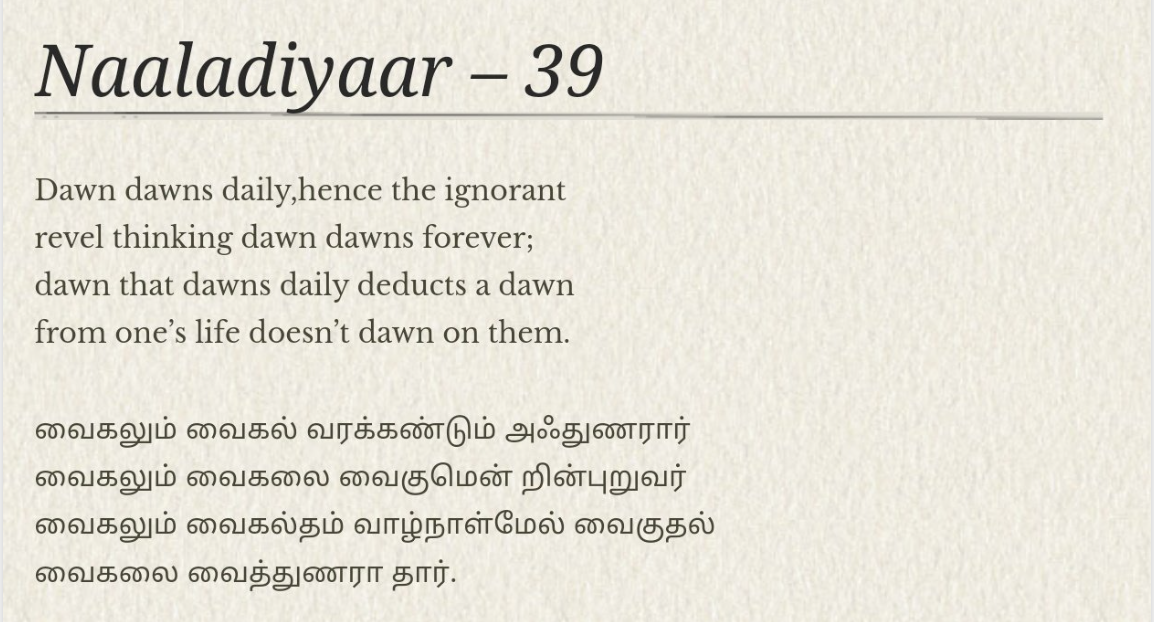 Naaladiyaar – 39
Dawn dawns daily,hence the ignorant
revel thinking dawn dawns forever;
dawn that dawns daily deducts a dawn
from one’s life doesn’t dawn on them.
வைகலும் வைகல் வரக்கண்டும் அஃதுணரார்
வைகலும் வைகலை வைகுமென் றின்புறுவர்
வைகலும் வைகல்தம் வாழ்நாள்மேல் வைகுதல்
வைகலை வைத்துணரா தார்.